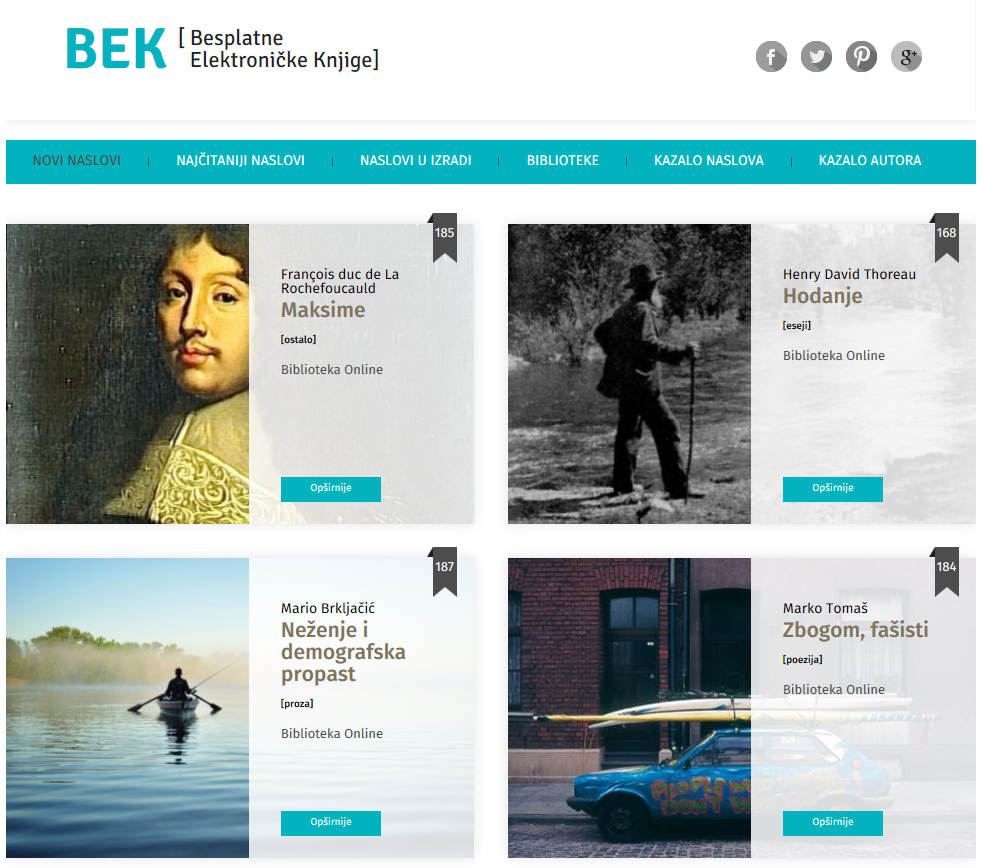 BEK [ Besplatne
Elektroničke Knjige]
NOVI NASLOVI | NAJČITANIJI NASLOVI | NASLOVI U IZRADI | BIBLIOTEKE | KAZALO NASLOVA | KAZALO AUTORA
185
François duc de La
Rochefoucauld
Maksime
[ostalo]
Biblioteka Online
Opširnije
168
Henry David Thoreau
Hodanje
[eseji]
Biblioteka Online
Opširnije
187
Mario Brkljačić
Neženje i
demografska
propast
[proza]
Biblioteka Online
Opširnije
184
Marko Tomaš
Zbogom, fašisti
[poezija]
Biblioteka Online
Opširnije